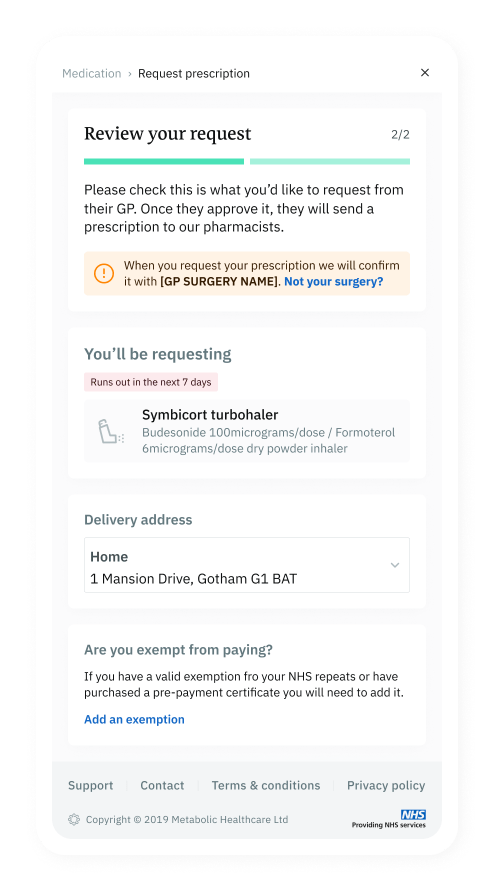 Medication › Request prescription ×
Review your request 2/2
Please check this is what you’d like to request from
their GP. Once they approve it, they will send a
prescription to our pharmacists.
When you request your prescription we will confirm
it with [GP SURGERY NAME]. Not your surgery?
You’ll be requesting
Runs out in the next 7 days
Symbicort turbohaler
Budesonide 100micrograms/dose / Formoterol
6micrograms/dose dry powder inhaler
Delivery address
Home
1 Mansion Drive, Gotham G1 BAT
Are you exempt from paying?
If you have a valid exemption fro your NHS repeats or have
purchased a pre-payment certificate you will need to add it.
Add an exemption
Support Contact Terms & conditions Privacy policy
Copyright © 2019 Metabolic Healthcare Ltd
NHS
Providing NHS services